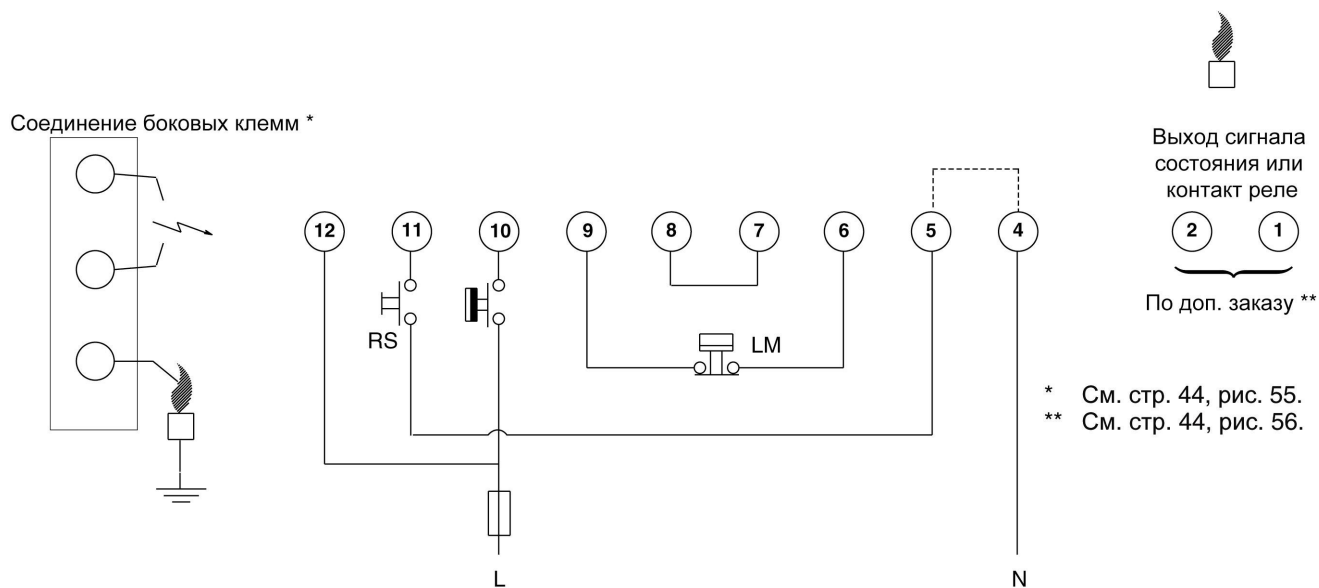 Соединение боковых клемм *
Выход сигнала
состояния или
контакт реле
12 11 10 9 8 7 6 5 4 2 1
По доп. заказу **
RS
LM
* См. стр. 44, рис. 55.
** См. стр. 44, рис. 56.
L N